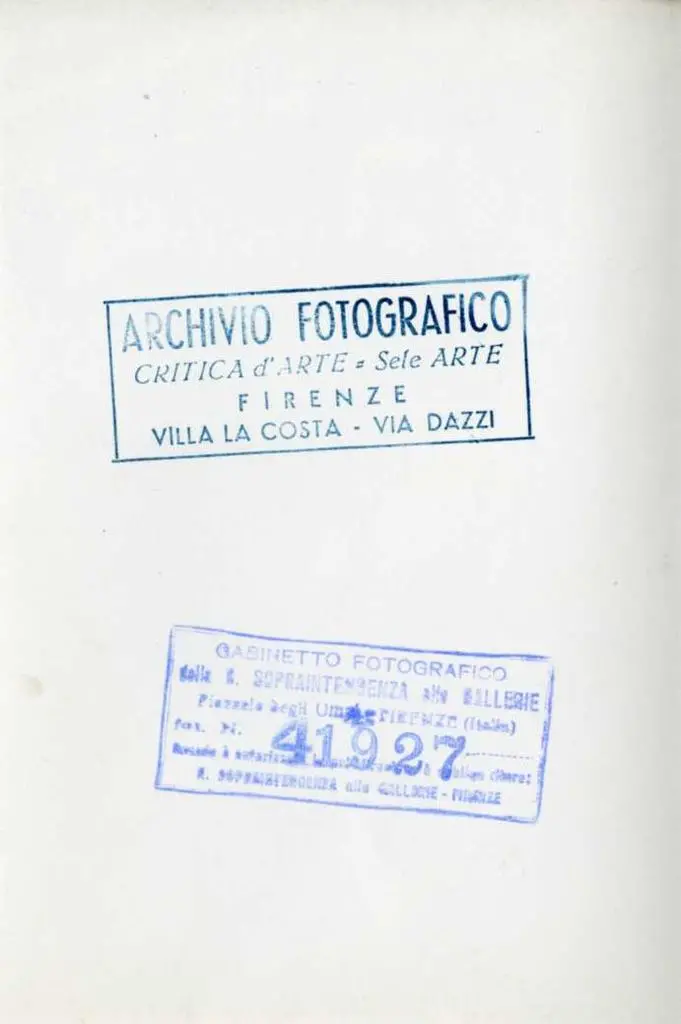 ARCHIVIO FOTOGRAFICO
CRITICA d'ARTE = Sele ARTE
FIRENZE
VILLA LA COSTA - VIA DAZZI
GABINETTO FOTOGRAFICO
della R. SOPRAINTENDENZA alle GALLERIE
Piazzale degli FIRENZE (Italia)
N. 41927
R. SOPRAINTENDENZA alle GALLERIE - FIRENZE